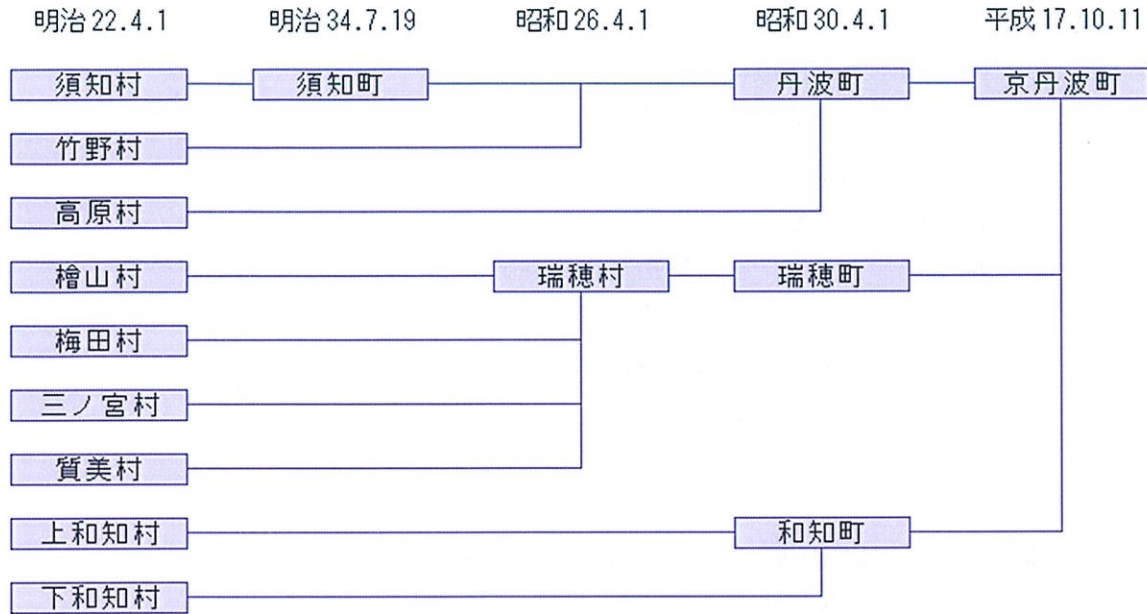 明治22.4.1 明治34.7.19 昭和26.4.1 昭和30.4.1 平成17.10.11
須知村 須知町 丹波町 京丹波町
竹野村
高原村
檜山村 瑞穂村 瑞穂町
梅田村
三ノ宮村
質美村
上和知村 和知町
下和知村